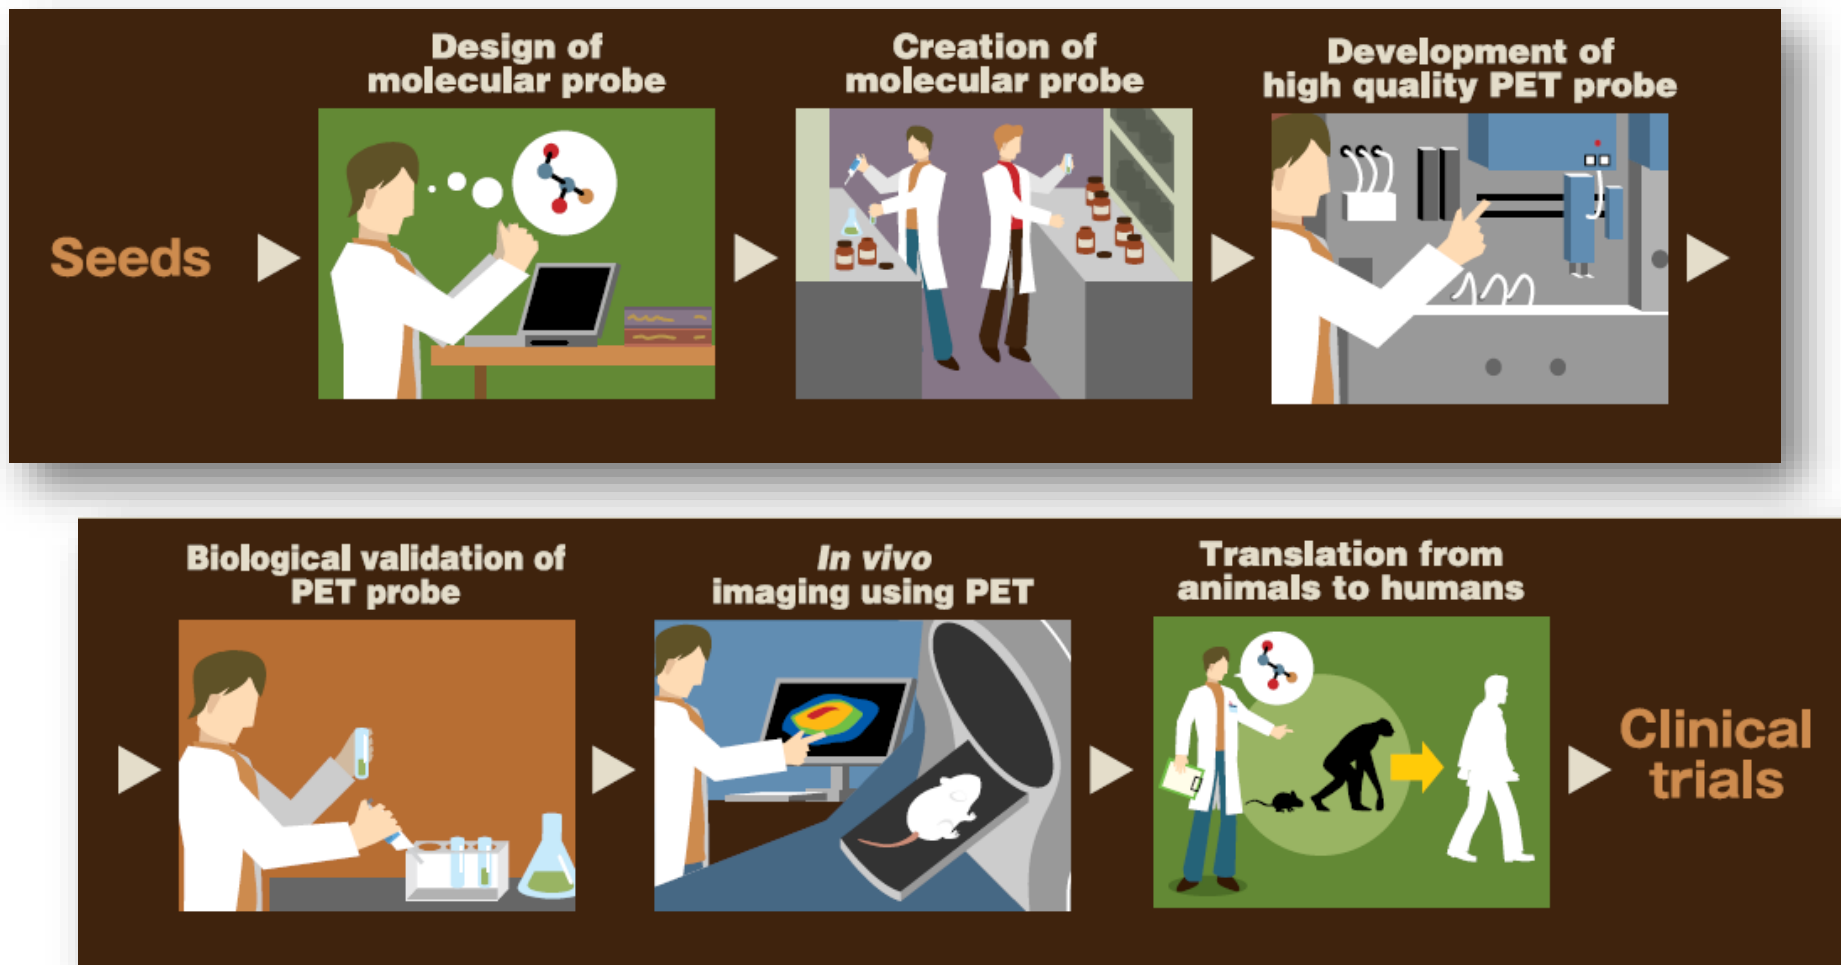 Design of
molecular probe
Creation of
molecular probe
Development of
high quality PET probe
Seeds
Biological validation of
PET probe
In vivo
imaging using PET
Translation from
animals to humans
Clinical
trials